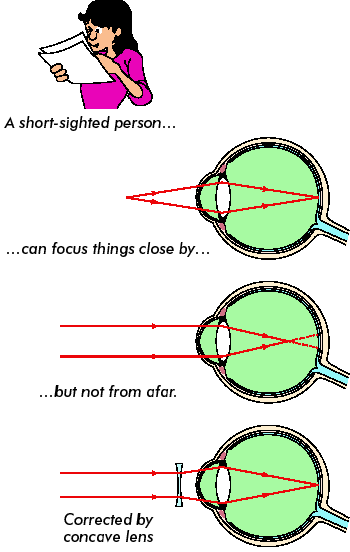 A short-sighted person...
...can focus things close by...
...but not from afar.
Corrected by
concave lens